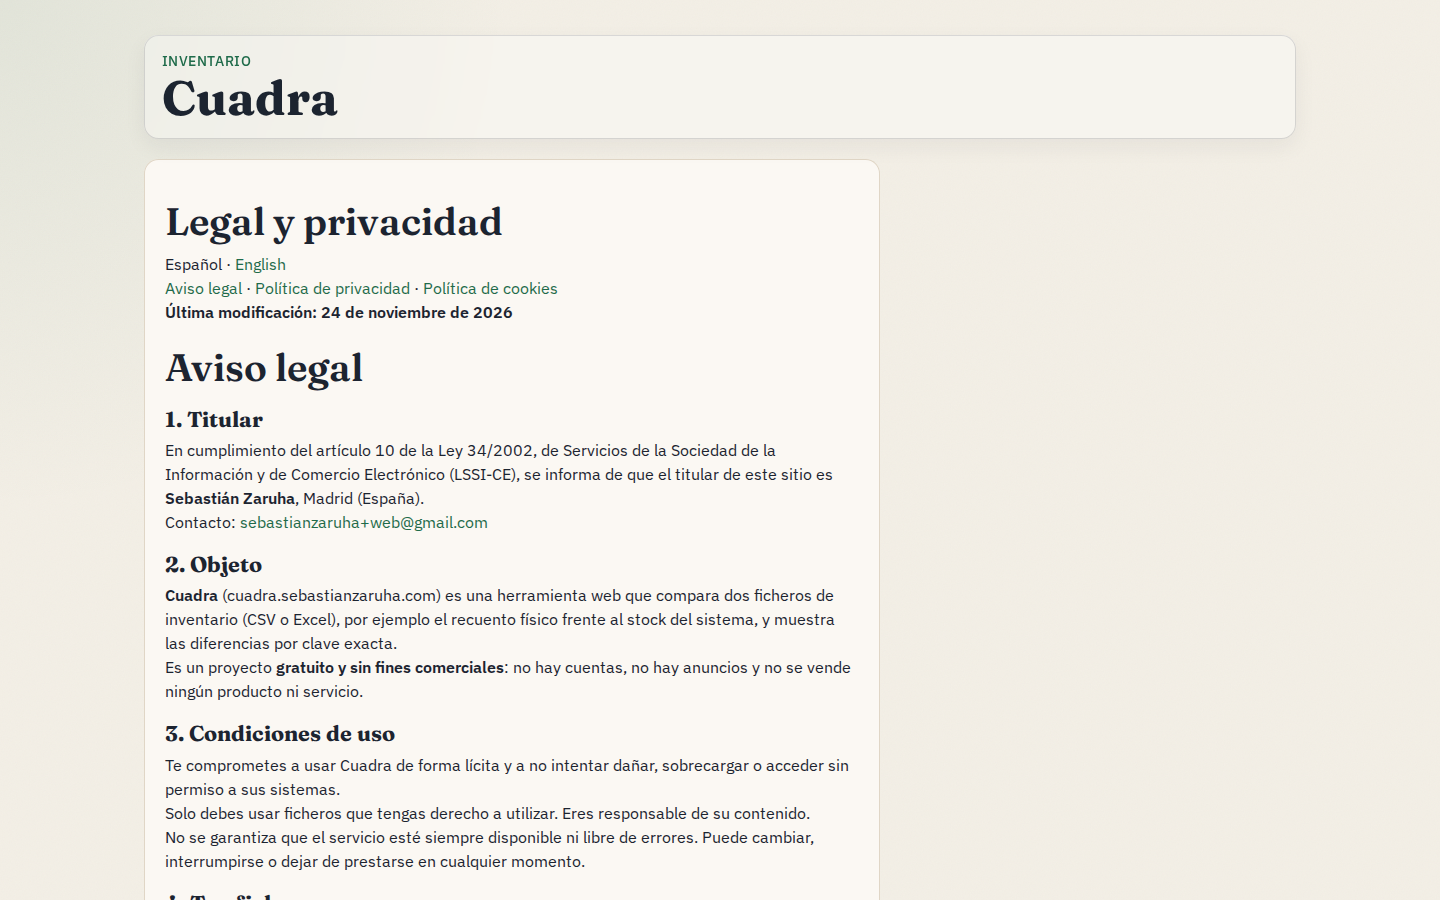 INVENTARIO
Cuadra
Legal y privacidad
Español · English
Aviso legal · Política de privacidad · Política de cookies
Última modificación: 24 de noviembre de 2026
Aviso legal
1. Titular
En cumplimiento del artículo 10 de la Ley 34/2002, de Servicios de la Sociedad de la
Información y de Comercio Electrónico (LSSI-CE), se informa de que el titular de este sitio es
Sebastián Zaruha, Madrid (España).
Contacto: sebastianzaruha+web@gmail.com
2. Objeto
Cuadra (cuadra.sebastianzaruha.com) es una herramienta web que compara dos ficheros de
inventario (CSV o Excel), por ejemplo el recuento físico frente al stock del sistema, y muestra
las diferencias por clave exacta.
Es un proyecto gratuito y sin fines comerciales: no hay cuentas, no hay anuncios y no se vende
ningún producto ni servicio.
3. Condiciones de uso
Te comprometes a usar Cuadra de forma lícita y a no intentar dañar, sobrecargar o acceder sin
permiso a sus sistemas.
Solo debes usar ficheros que tengas derecho a utilizar. Eres responsable de su contenido.
No se garantiza que el servicio esté siempre disponible ni libre de errores. Puede cambiar,
interrumpirse o dejar de prestarse en cualquier momento.